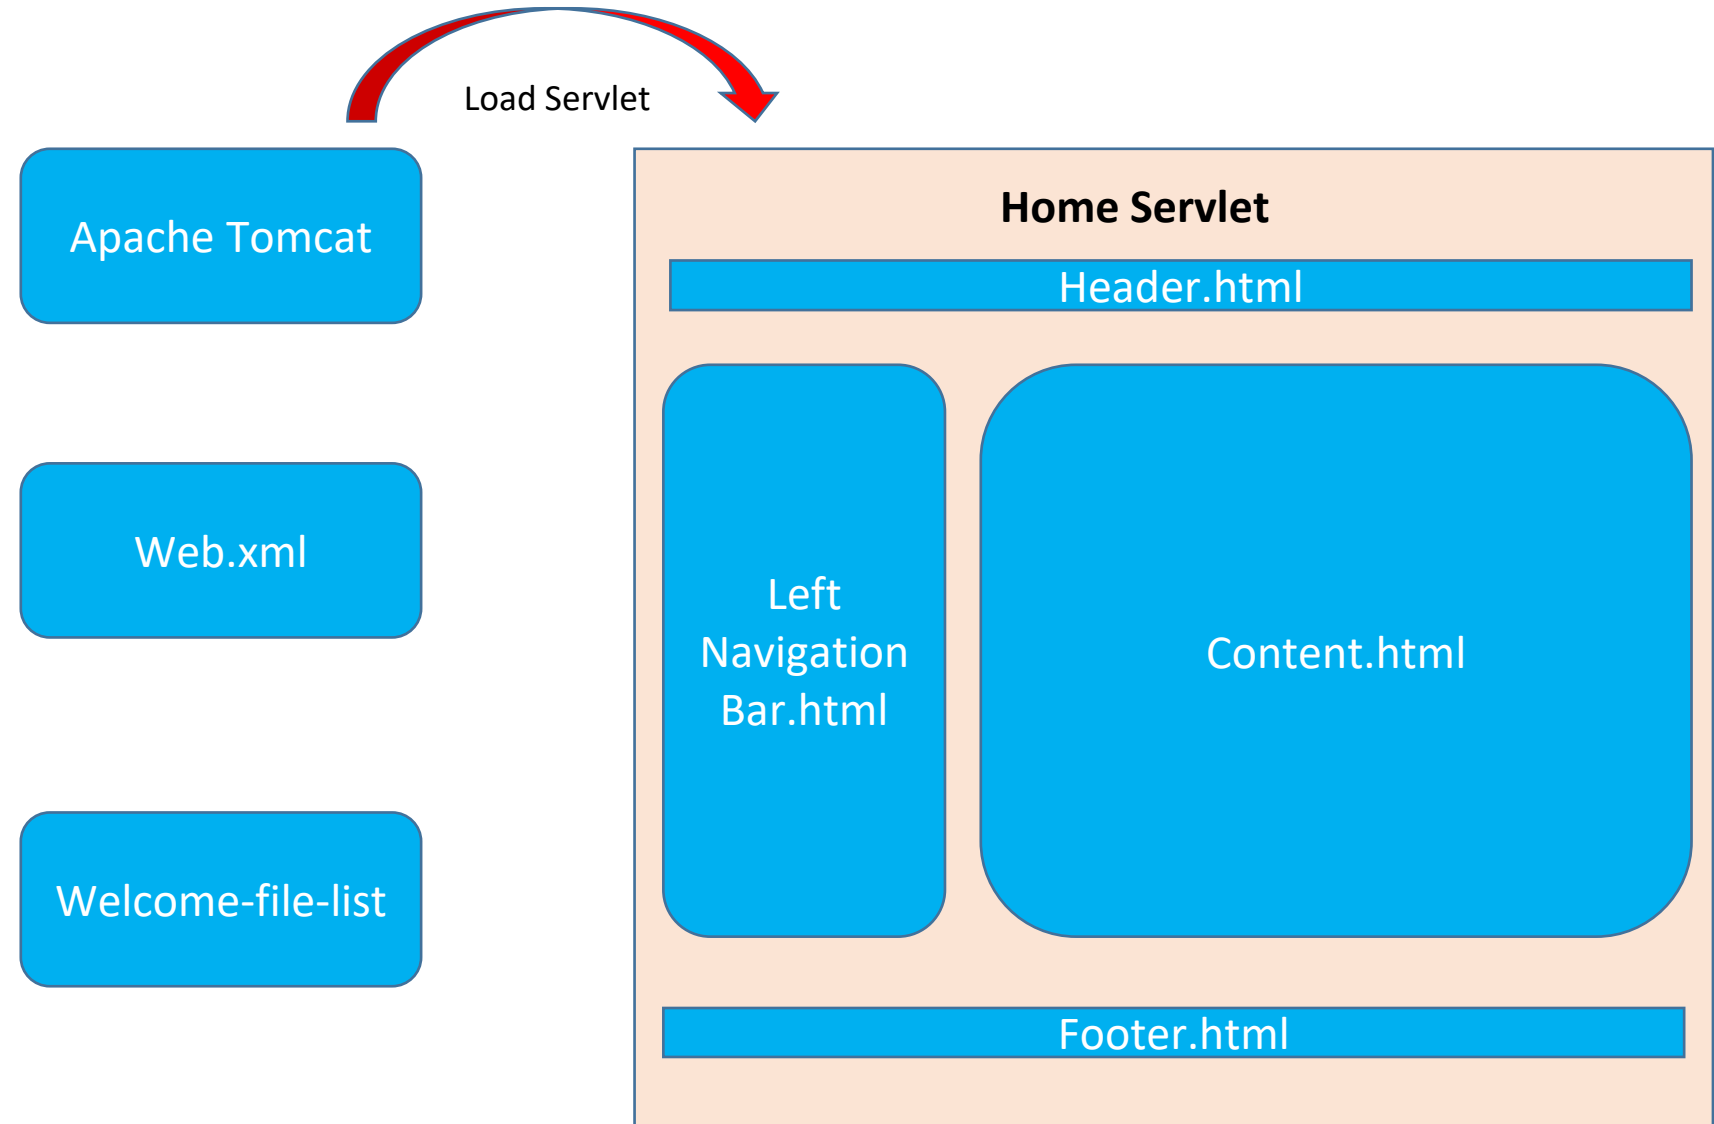 Load Servlet
Apache Tomcat
Web.xml
Welcome-file-list
Home Servlet
Header.html
Left
Navigation
Bar.html
Content.html
Footer.html